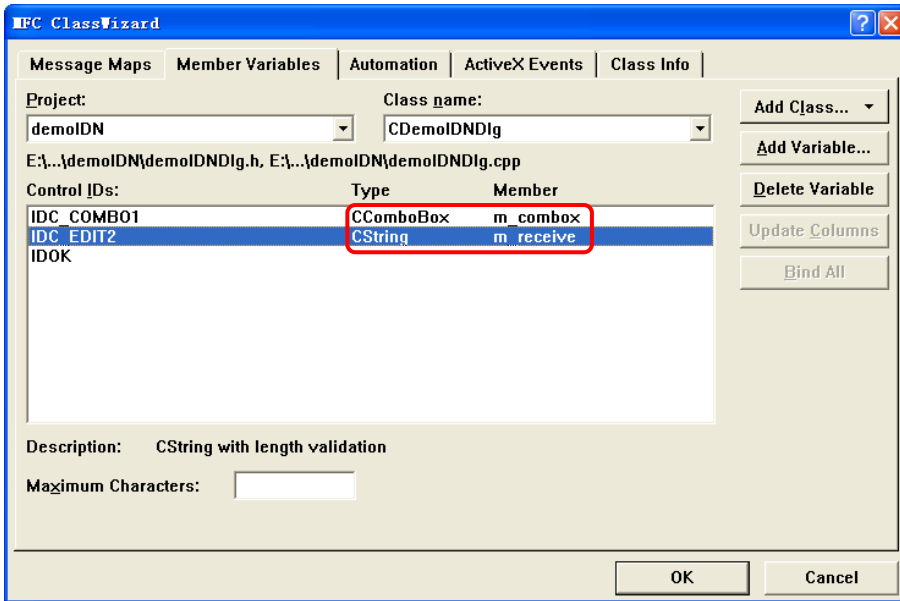 MFC ClassWizard
Message Maps Member Variables Automation ActiveX Events Class Info
Project: Class name:
demoIDN CDemoIDNDlg
Add Class...
E:\...\demoIDN\demoIDNDlg.h, E:\...\demoIDN\demoIDNDlg.cpp
Add Variable...
Control IDs: Type Member
Delete Variable
IDC_COMBO1 CComboBox m_combox
IDC_EDIT2 CString m_receive
Update Columns
IDOK
Bind All
Description: CString with length validation
Maximum Characters:
OK Cancel